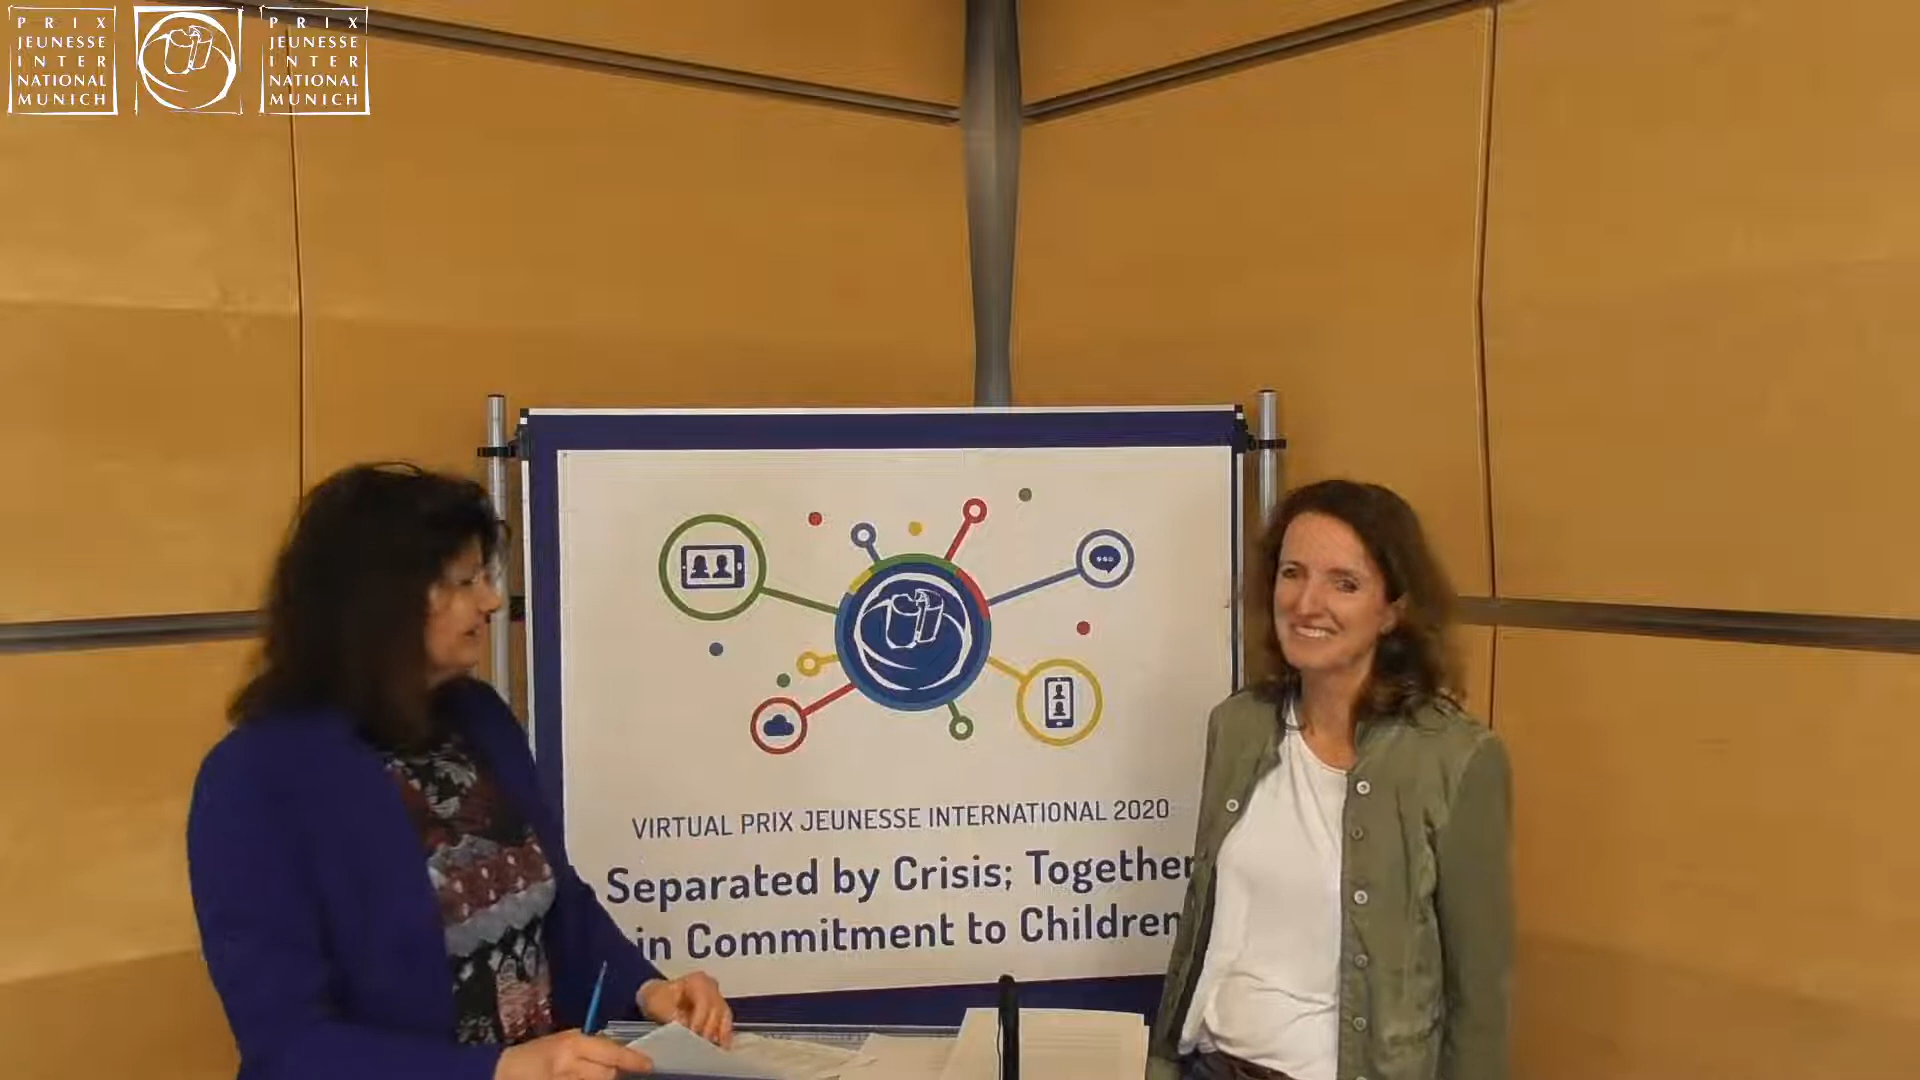 PRIX
JEUNESSE
INTER
NATIONAL
MUNICH
PRIX
JEUNESSE
INTER
NATIONAL
MUNICH
VIRTUAL PRIX JEUNESSE INTERNATIONAL 2020
Separated by Crisis; Together
in Commitment to Children